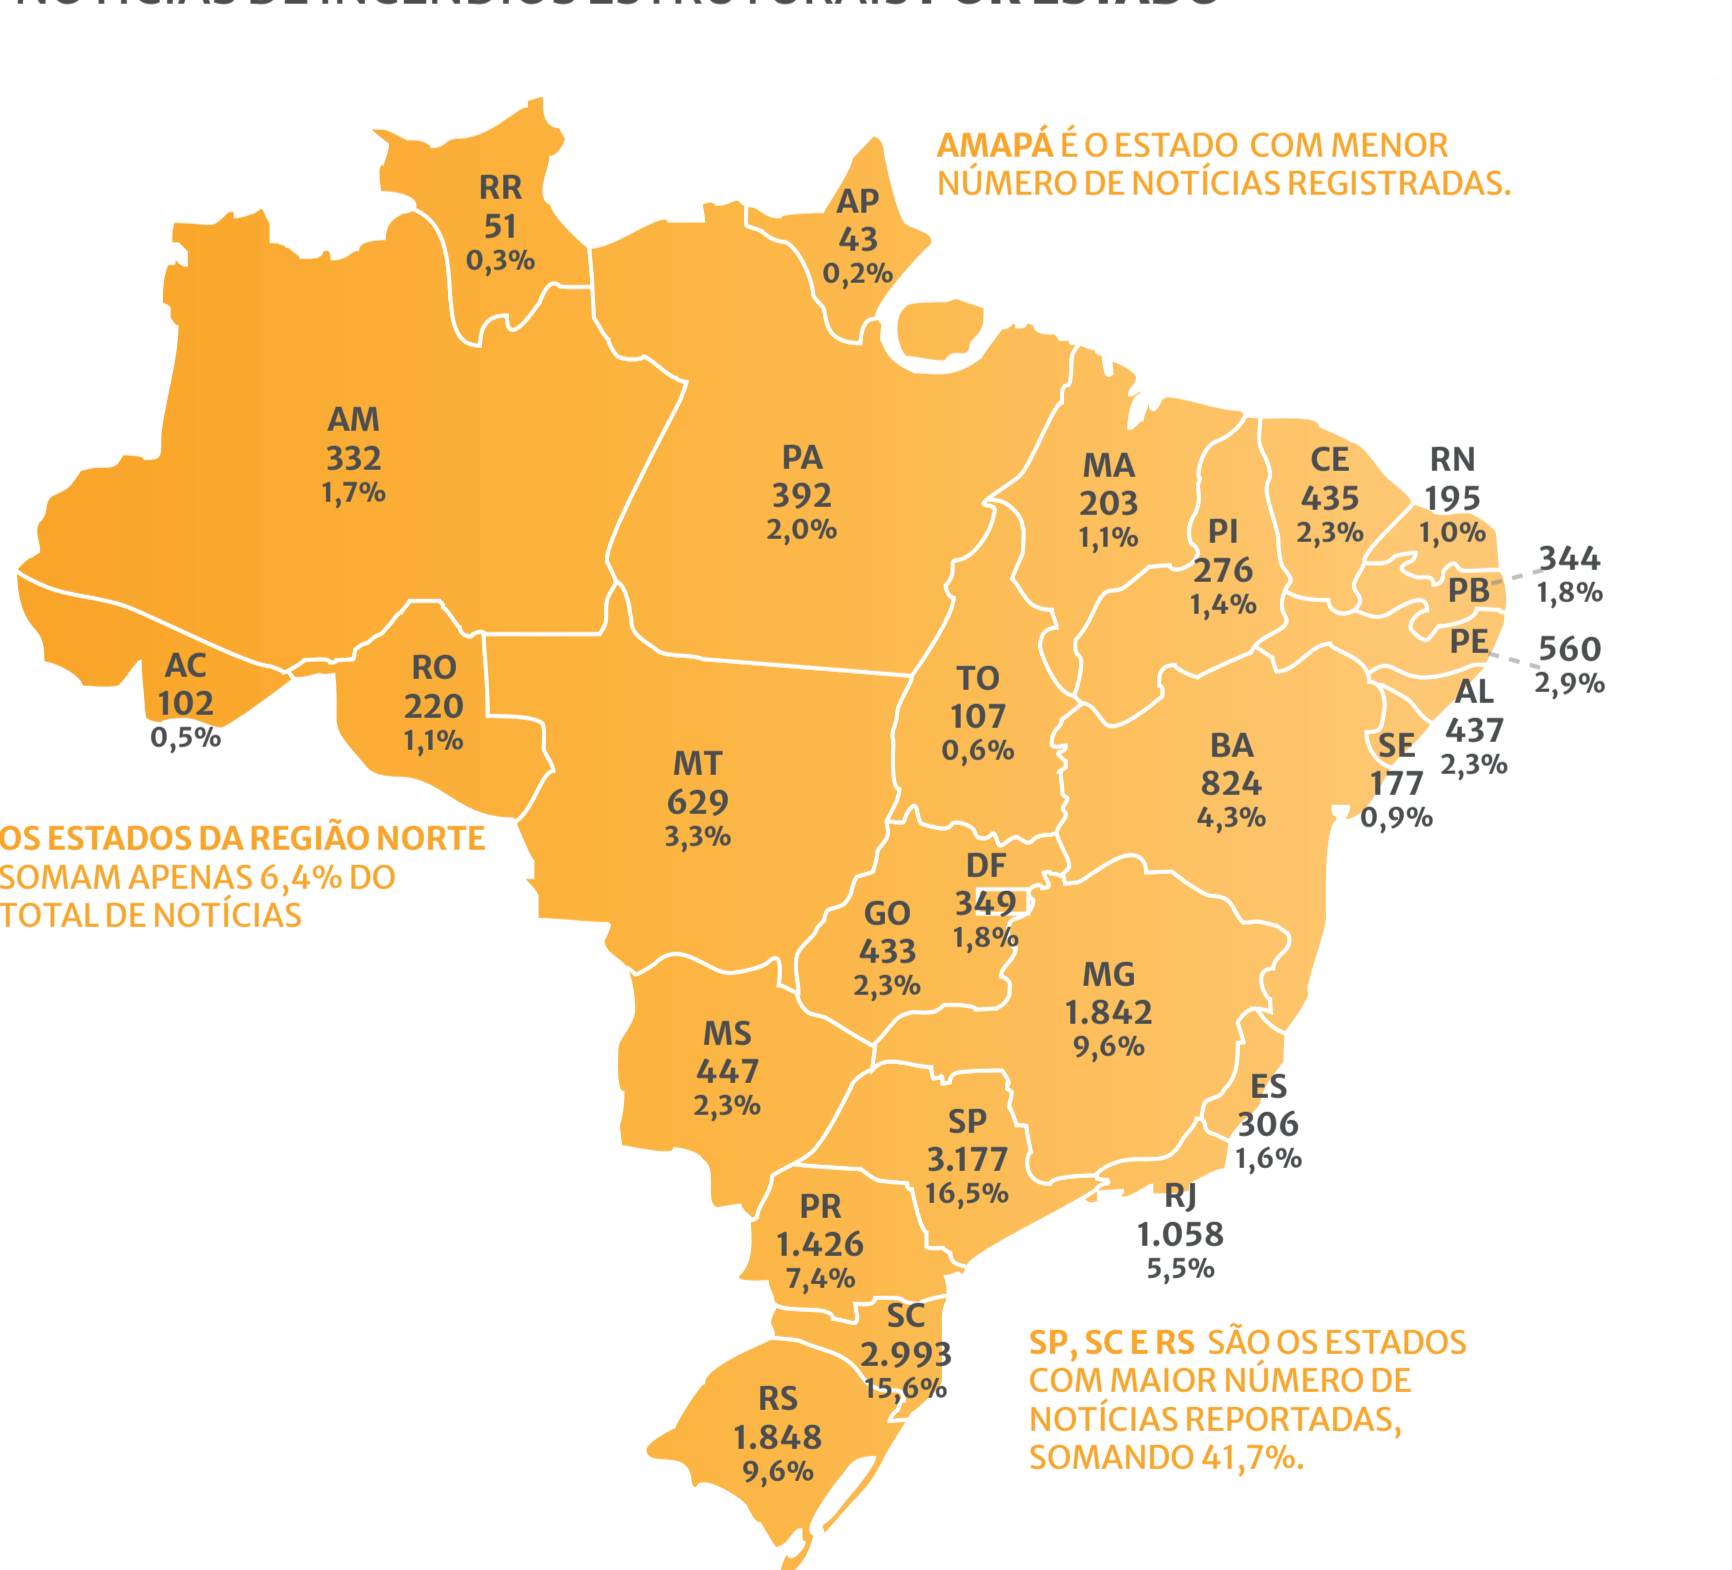 NOTÍCIAS DE INCÊNDIOS ESTRUTURAIS POR ESTADO
AMAPÁ É O ESTADO COM MENOR
NÚMERO DE NOTÍCIAS REGISTRADAS.
RR
51
0,3%
AP
43
0,2%
AM
332
1,7%
PA
392
2,0%
MA
203
1,1%
PI
276
1,4%
CE
435
2,3%
RN
195
1,0%
PB
344
1,8%
PE
560
2,9%
AL
437
2,3%
SE
177
0,9%
AC
102
0,5%
RO
220
1,1%
TO
107
0,6%
BA
824
4,3%
MT
629
3,3%
OS ESTADOS DA REGIÃO NORTE
SOMAM APENAS 6,4% DO
TOTAL DE NOTÍCIAS
DF
349
1,8%
GO
433
2,3%
MG
1.842
9,6%
MS
447
2,3%
ES
306
1,6%
SP
3.177
16,5%
RJ
1.058
5,5%
PR
1.426
7,4%
SC
2.993
15,6%
RS
1.848
9,6%
SP, SC E RS SÃO OS ESTADOS
COM MAIOR NÚMERO DE
NOTÍCIAS REPORTADAS,
SOMANDO 41,7%.